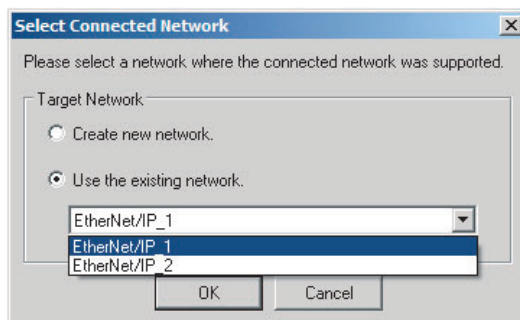 Select Connected Network
Please select a network where the connected network was supported.
Target Network
Create new network.
Use the existing network.
EtherNet/IP_1
EtherNet/IP_1
EtherNet/IP_2
OK
Cancel